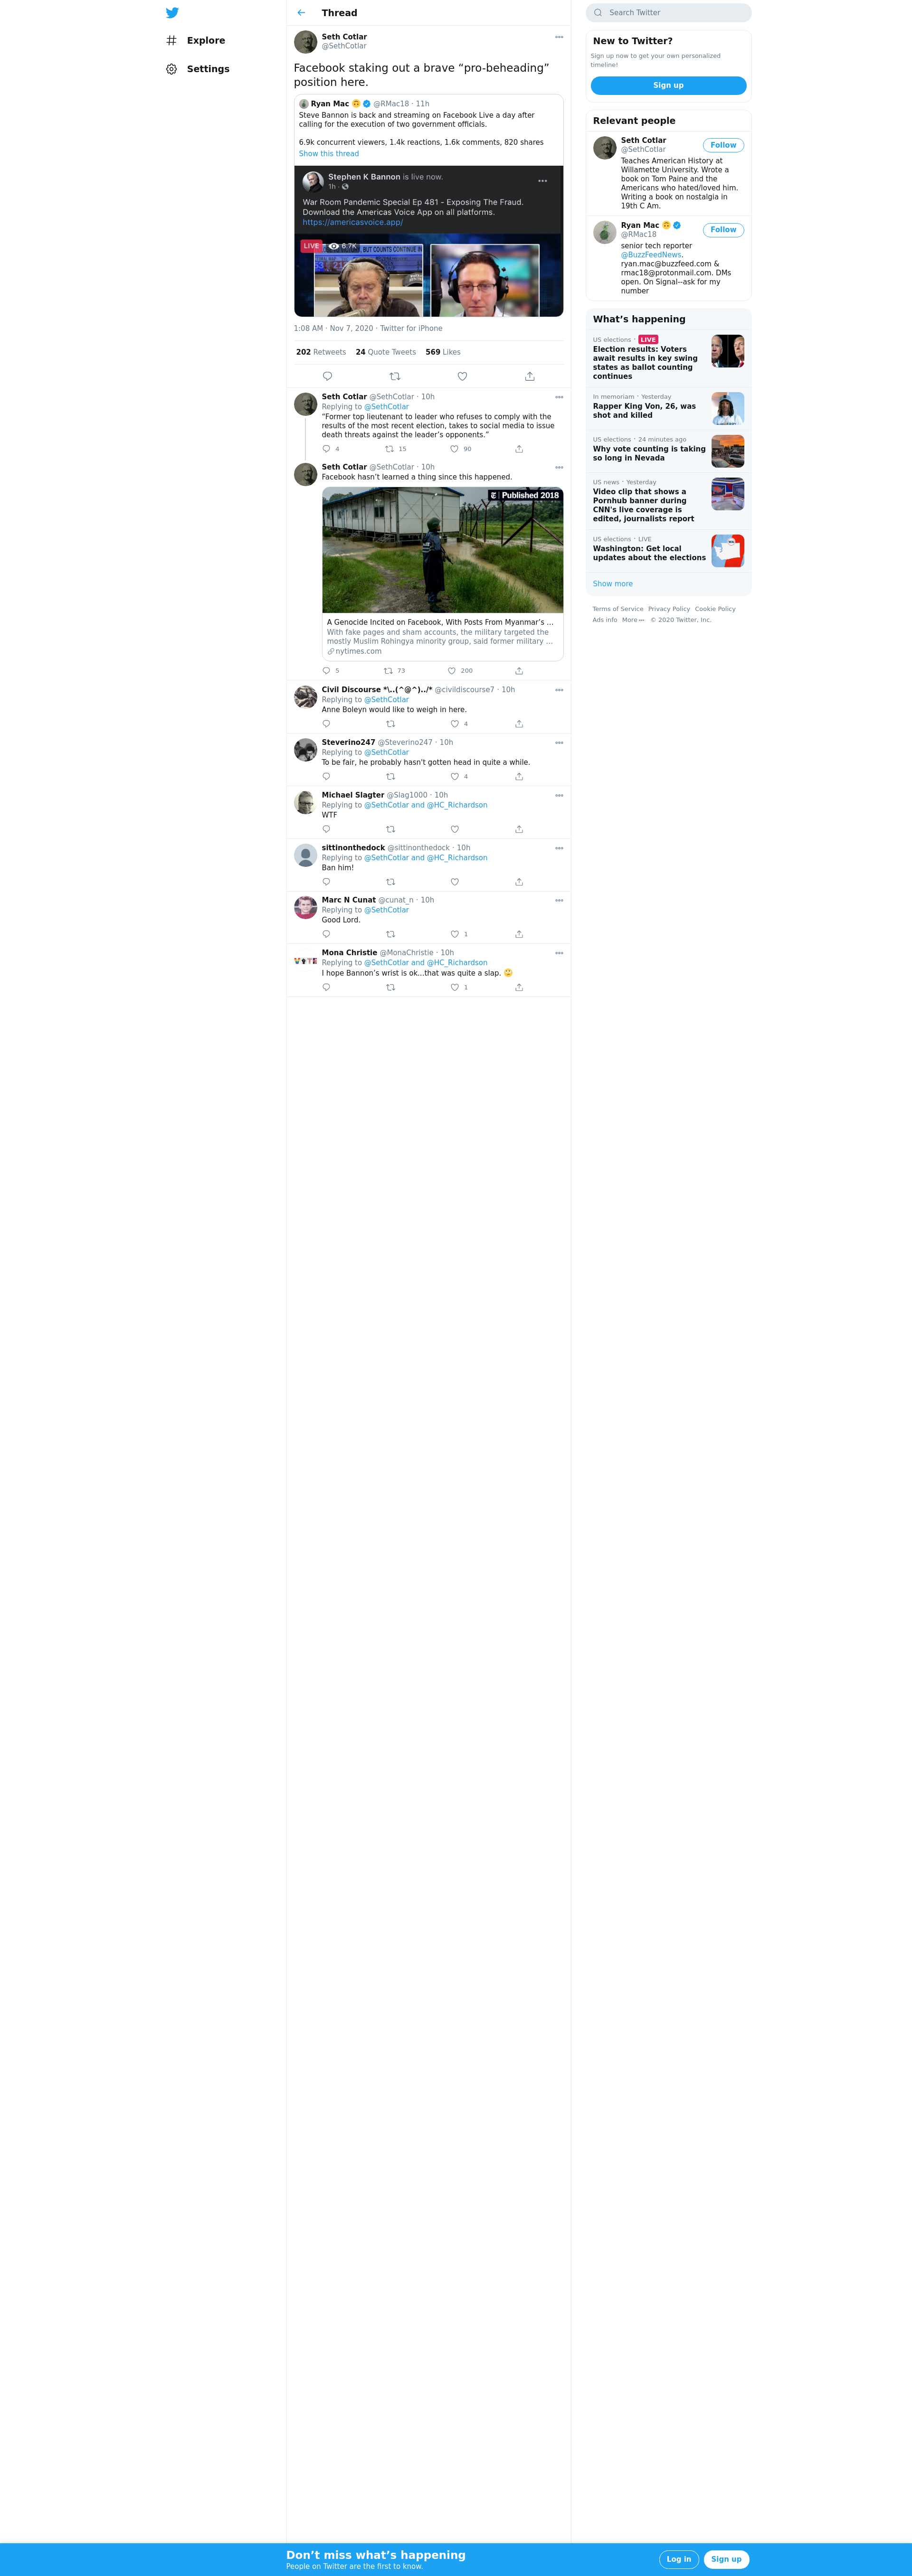 Explore
Settings
Thread
Seth Cotlar
@SethCotlar
Facebook staking out a brave “pro-beheading”
position here.
Ryan Mac 🙃 @RMac18 · 11h
Steve Bannon is back and streaming on Facebook Live a day after
calling for the execution of two government officials.
6.9k concurrent viewers, 1.4k reactions, 1.6k comments, 820 shares
Show this thread
Stephen K Bannon is live now.
1h ·
War Room Pandemic Special Ep 481 - Exposing The Fraud.
Download the Americas Voice App on all platforms.
https://americasvoice.app/
LIVE 6.7K
BUT COUNTS CONTINUE IN
1:08 AM · Nov 7, 2020 · Twitter for iPhone
202 Retweets 24 Quote Tweets 569 Likes
Seth Cotlar @SethCotlar · 10h
Replying to @SethCotlar
“Former top lieutenant to leader who refuses to comply with the
results of the most recent election, takes to social media to issue
death threats against the leader’s opponents.”
4 15 90
Seth Cotlar @SethCotlar · 10h
Facebook hasn’t learned a thing since this happened.
Published 2018
A Genocide Incited on Facebook, With Posts From Myanmar’s ...
With fake pages and sham accounts, the military targeted the
mostly Muslim Rohingya minority group, said former military ...
nytimes.com
5 73 200
Civil Discourse *\..(^@^)../* @civildiscourse7 · 10h
Replying to @SethCotlar
Anne Boleyn would like to weigh in here.
4
Steverino247 @Steverino247 · 10h
Replying to @SethCotlar
To be fair, he probably hasn't gotten head in quite a while.
4
Michael Slagter @Slag1000 · 10h
Replying to @SethCotlar and @HC_Richardson
WTF
sittinonthedock @sittinonthedock · 10h
Replying to @SethCotlar and @HC_Richardson
Ban him!
Marc N Cunat @cunat_n · 10h
Replying to @SethCotlar
Good Lord.
1
Mona Christie @MonaChristie · 10h
Replying to @SethCotlar and @HC_Richardson
I hope Bannon’s wrist is ok...that was quite a slap. 🙄
1
Search Twitter
New to Twitter?
Sign up now to get your own personalized
timeline!
Sign up
Relevant people
Seth Cotlar
@SethCotlar
Follow
Teaches American History at
Willamette University. Wrote a
book on Tom Paine and the
Americans who hated/loved him.
Writing a book on nostalgia in
19th C Am.
Ryan Mac 🙃
@RMac18
Follow
senior tech reporter
@BuzzFeedNews.
ryan.mac@buzzfeed.com &
rmac18@protonmail.com. DMs
open. On Signal--ask for my
number
What’s happening
US elections · LIVE
Election results: Voters
await results in key swing
states as ballot counting
continues
In memoriam · Yesterday
Rapper King Von, 26, was
shot and killed
US elections · 24 minutes ago
Why vote counting is taking
so long in Nevada
US news · Yesterday
Video clip that shows a
Pornhub banner during
CNN's live coverage is
edited, journalists report
US elections · LIVE
Washington: Get local
updates about the elections
Show more
Terms of Service Privacy Policy Cookie Policy
Ads info More ··· © 2020 Twitter, Inc.
Don’t miss what’s happening
People on Twitter are the first to know.
Log in
Sign up